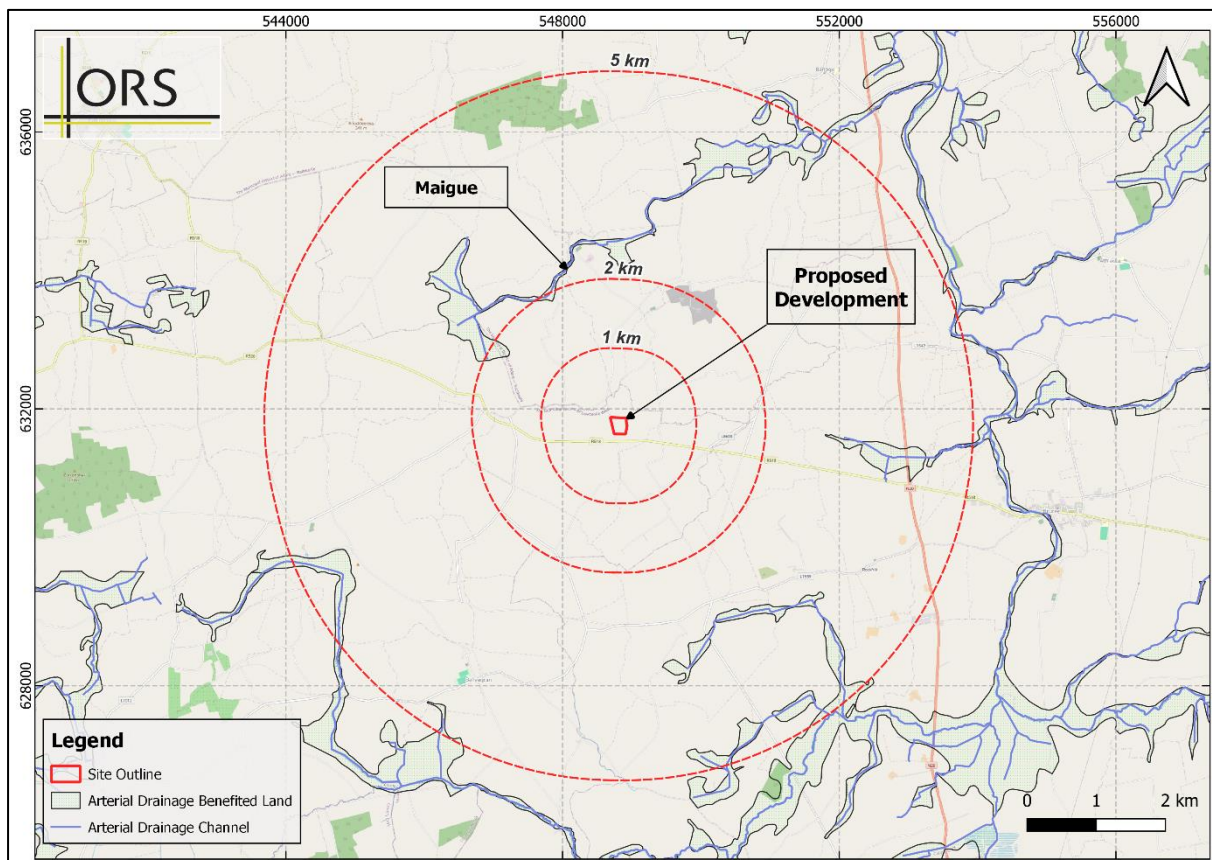 544000 548000 552000 556000
ORS
5 km
636000
Maigue
2 km
Proposed
Development
1 km
632000
628000
Legend
Site Outline
Arterial Drainage Benefited Land
Arterial Drainage Channel
0 1 2 km